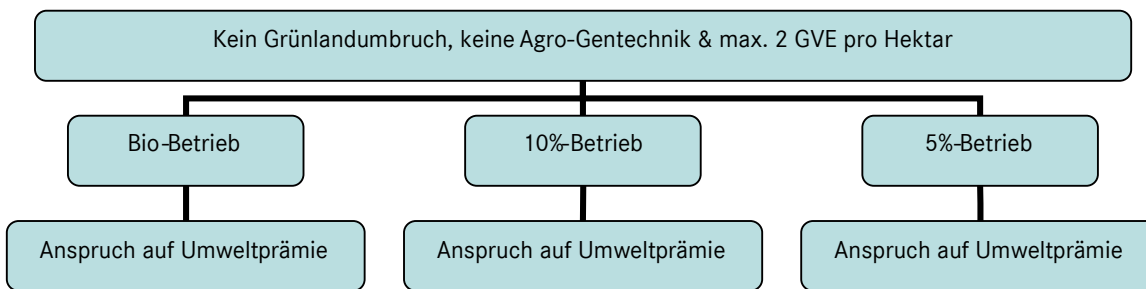 Kein Grünlandumbruch, keine Agro-Gentechnik & max. 2 GVE pro Hektar
Bio-Betrieb
10%-Betrieb
5%-Betrieb
Anspruch auf Umweltprämie
Anspruch auf Umweltprämie
Anspruch auf Umweltprämie